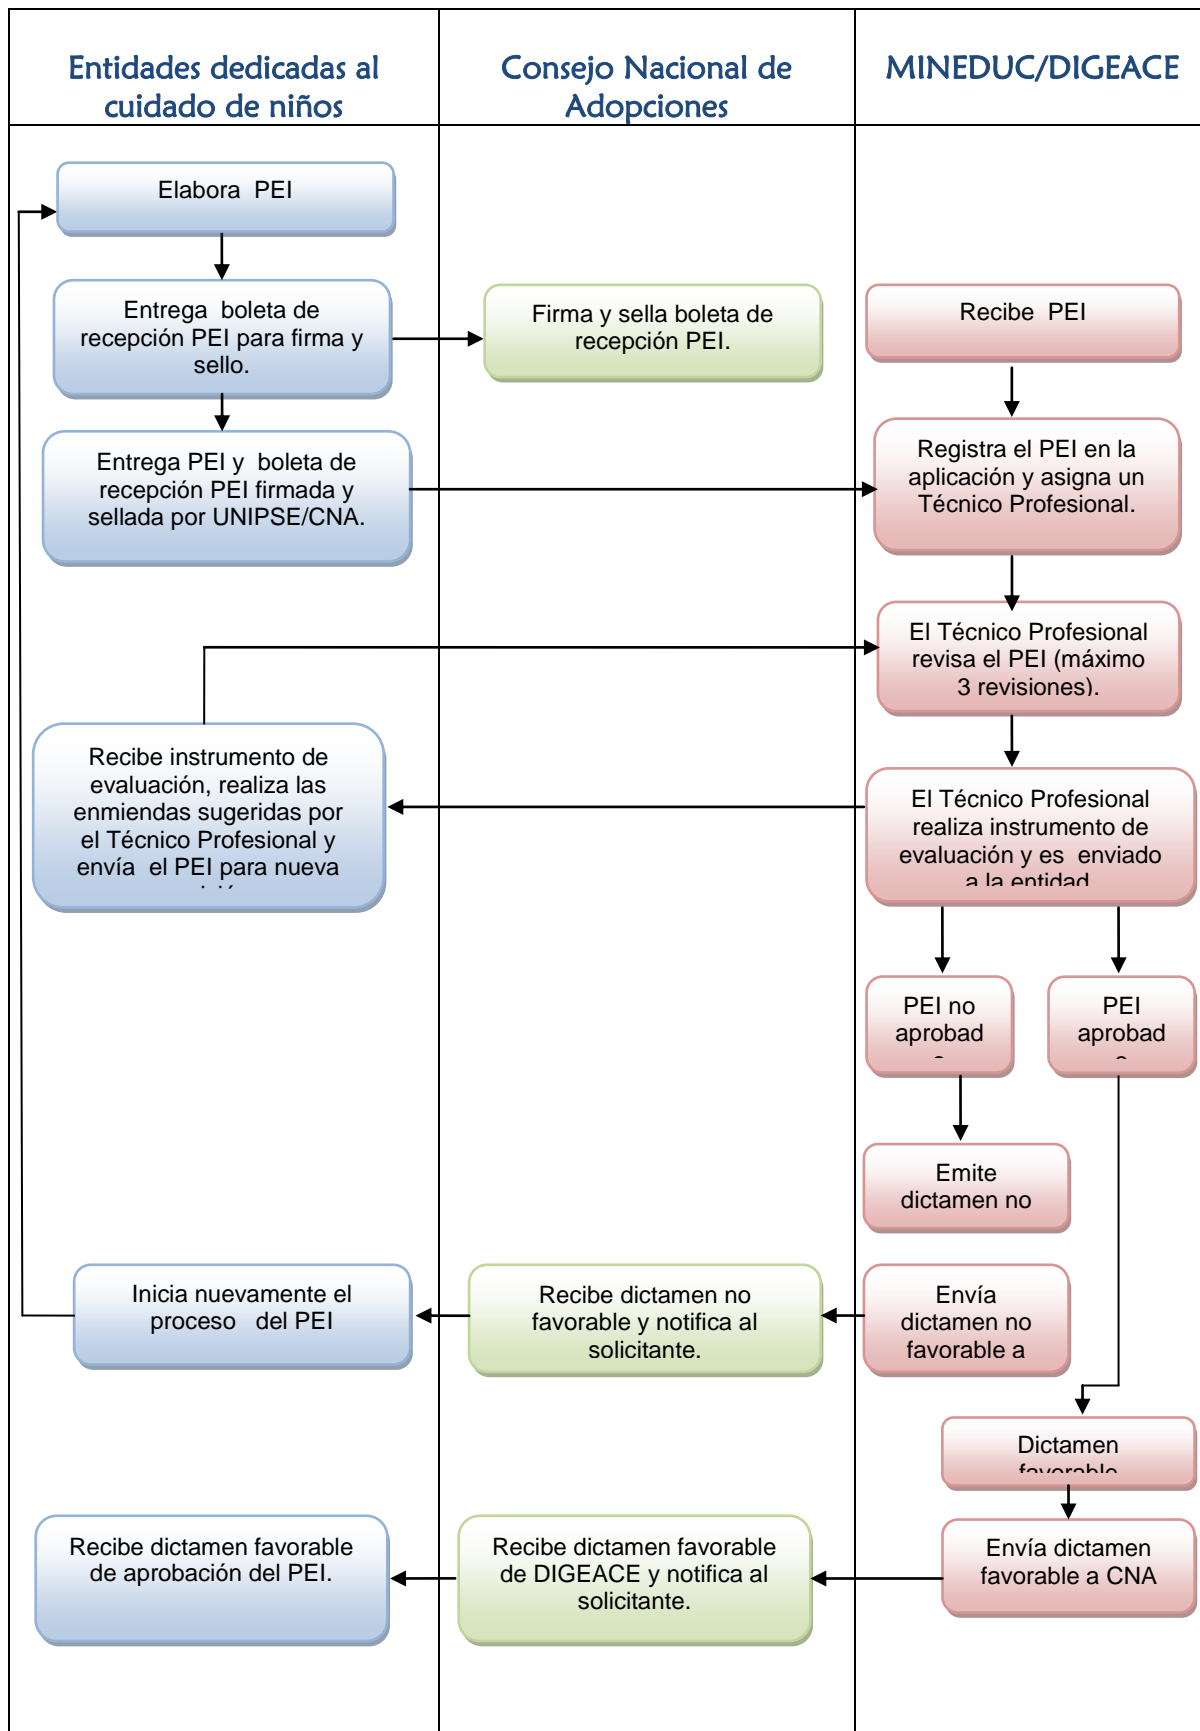 Entidades dedicadas al
cuidado de niños
Consejo Nacional de
Adopciones
MINEDUC/DIGEACE
Elabora PEI
Entrega boleta de
recepción PEI para firma y
sello.
Firma y sella boleta de
recepción PEI.
Recibe PEI
Entrega PEI y boleta de
recepción PEI firmada y
sellada por UNIPSE/CNA.
Registra el PEI en la
aplicación y asigna un
Técnico Profesional.
El Técnico Profesional
revisa el PEI (máximo
3 revisiones).
Recibe instrumento de
evaluación, realiza las
enmiendas sugeridas por
el Técnico Profesional y
envía el PEI para nueva
El Técnico Profesional
realiza instrumento de
evaluación y es enviado
a la entidad
PEI no
aprobad
PEI
aprobad
Emite
dictamen no
Inicia nuevamente el
proceso del PEI
Recibe dictamen no
favorable y notifica al
solicitante.
Envía
dictamen no
favorable a
Dictamen
favorable
Recibe dictamen favorable
de aprobación del PEI.
Recibe dictamen favorable
de DIGEACE y notifica al
solicitante.
Envía dictamen
favorable a CNA